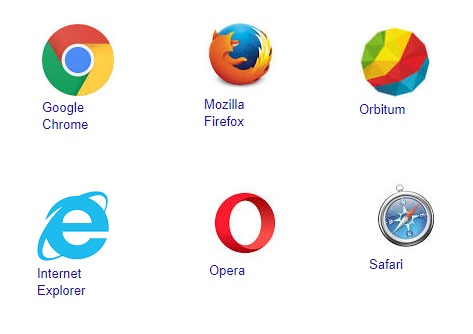 Google
Chrome
Mozilla
Firefox
Orbitum
Internet
Explorer
Opera
Safari